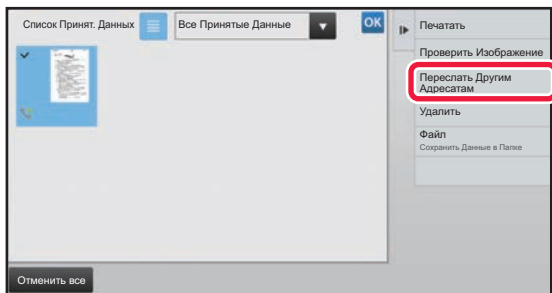 Список Принят. Данных
Все Принятые Данные
OK
Печатать
Проверить Изображение
Переслать Другим
Адресатам
Удалить
Файл
Сохранить Данные в Папке
Отменить все